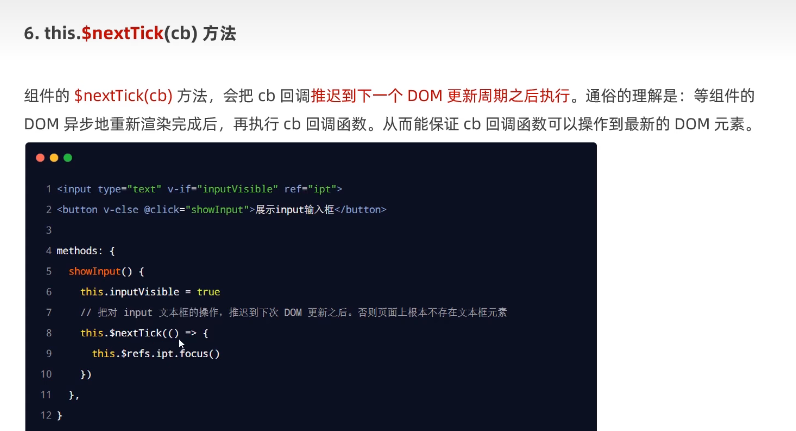 6. this.$nextTick(cb) 方法
组件的 $nextTick(cb) 方法，会把 cb 回调推迟到下一个 DOM 更新周期之后执行。通俗的理解是：等组件的
DOM 异步地重新渲染完成后，再执行 cb 回调函数。从而能保证 cb 回调函数可以操作到最新的 DOM 元素。
1 <input type="text" v-if="inputVisible" ref="ipt">
2 <button v-else @click="showInput">展示input输入框</button>
3
4 methods: {
5 showInput() {
6 this.inputVisible = true
7 // 把对 input 文本框的操作，推迟到下次 DOM 更新之后。否则页面上根本不存在文本框元素
8 this.$nextTick(() => {
9 this.$refs.ipt.focus()
10 })
11 },
12 }